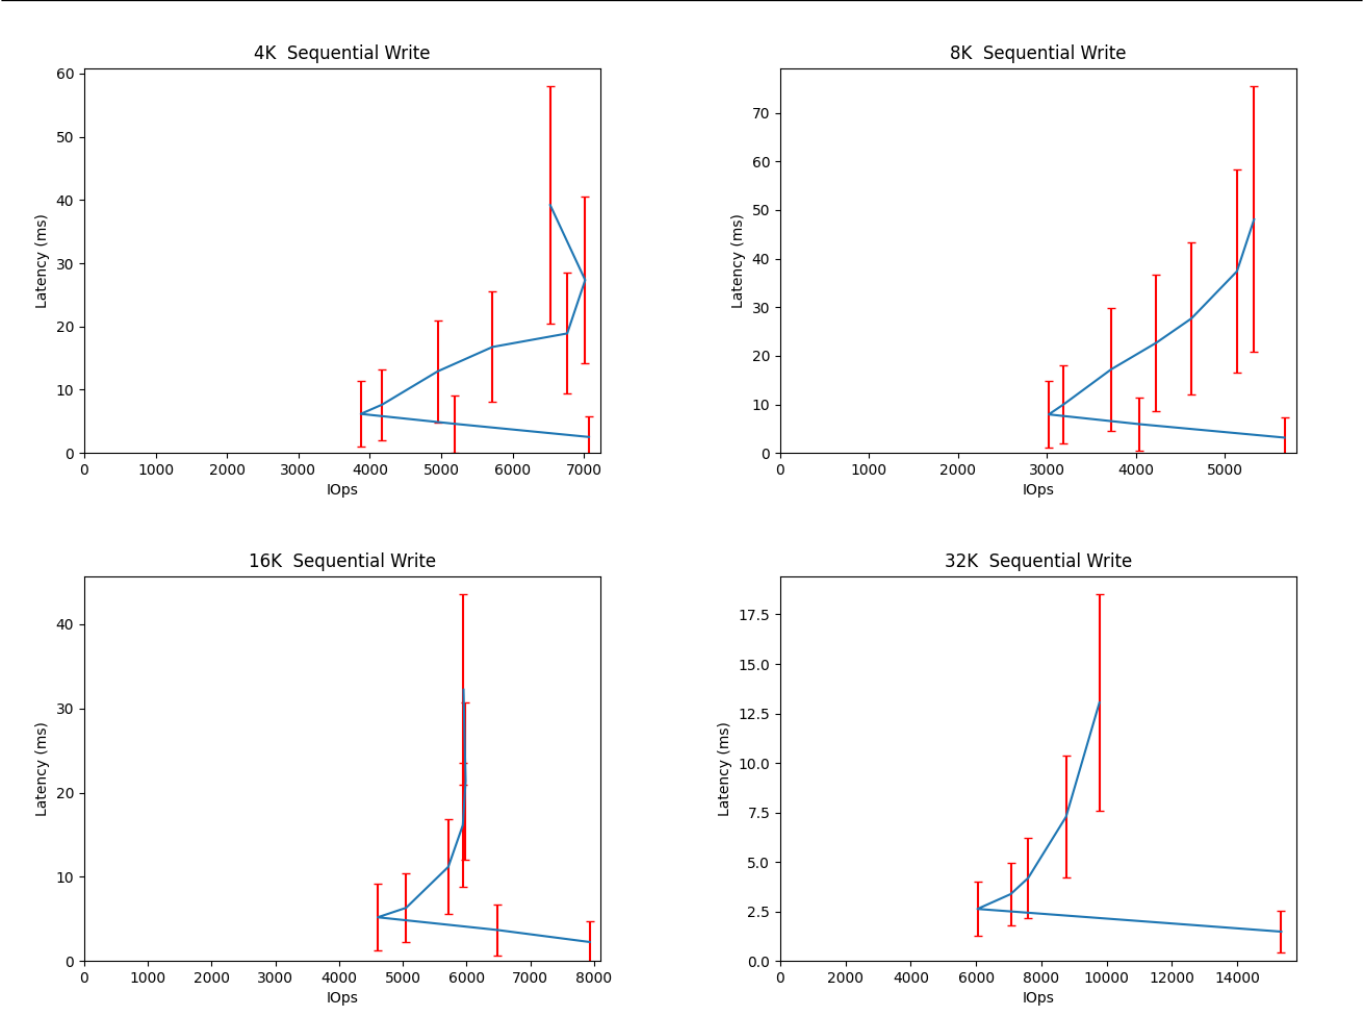 4K  Sequential Write
60
50
40
30
20
10
0
Latency (ms)
0 1000 2000 3000 4000 5000 6000 7000
IOps
8K  Sequential Write
70
60
50
40
30
20
10
0
Latency (ms)
0 1000 2000 3000 4000 5000
IOps
16K  Sequential Write
40
30
20
10
0
Latency (ms)
0 1000 2000 3000 4000 5000 6000 7000 8000
IOps
32K  Sequential Write
17.5
15.0
12.5
10.0
7.5
5.0
2.5
0.0
Latency (ms)
0 2000 4000 6000 8000 10000 12000 14000
IOps